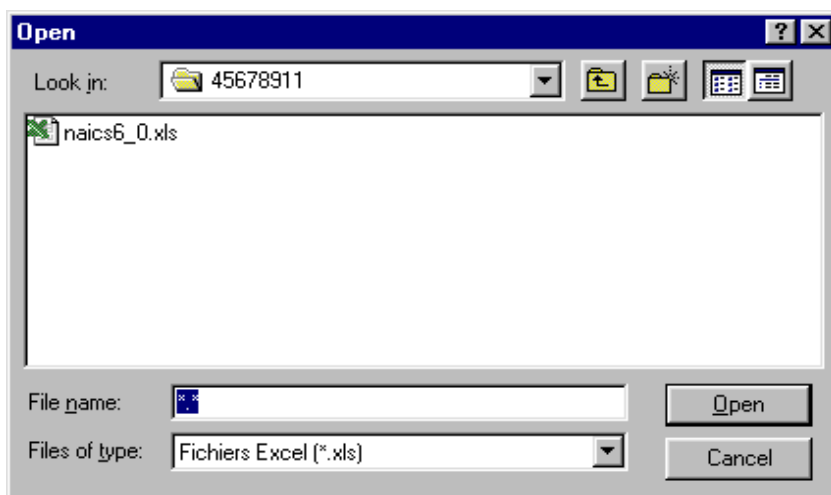 Open
Look in: 45678911
naics6_0.xls
File name: *.*
Open
Files of type: Fichiers Excel (*.xls)
Cancel